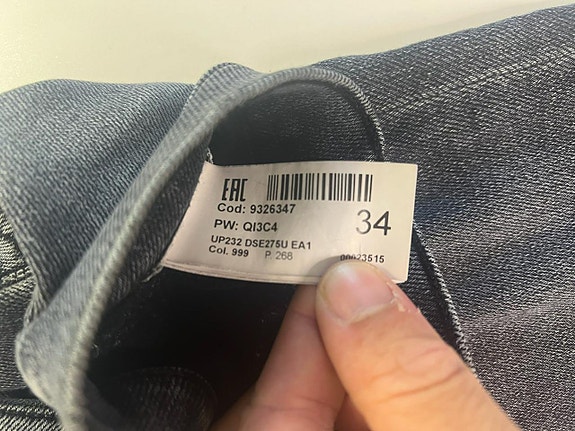 EAC
Cod: 9326347
PW: QI3C4
34
UP232 DSE275U EA1
Col. 999 P. 268
00023515